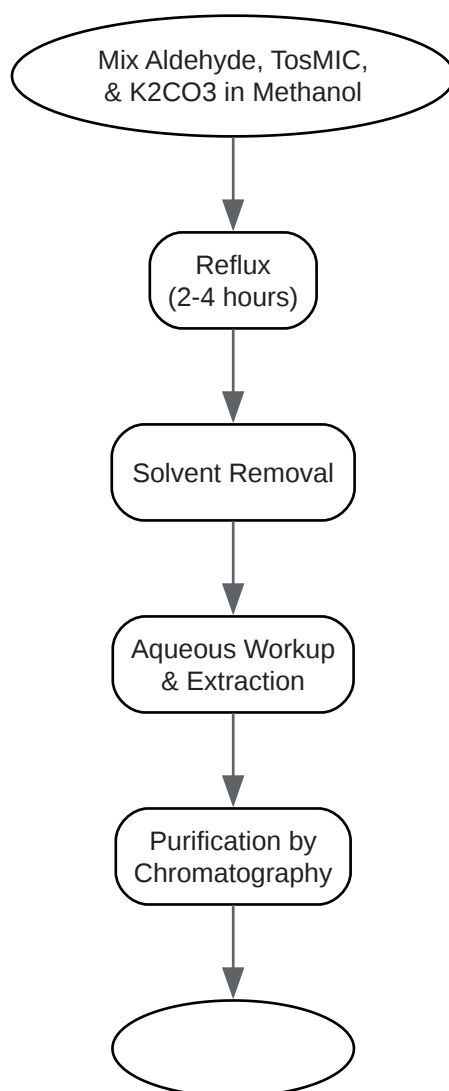 Mix Aldehyde, TosMIC,
& K2CO3 in Methanol
Reflux
(2-4 hours)
Solvent Removal
Aqueous Workup
& Extraction
Purification by
Chromatography